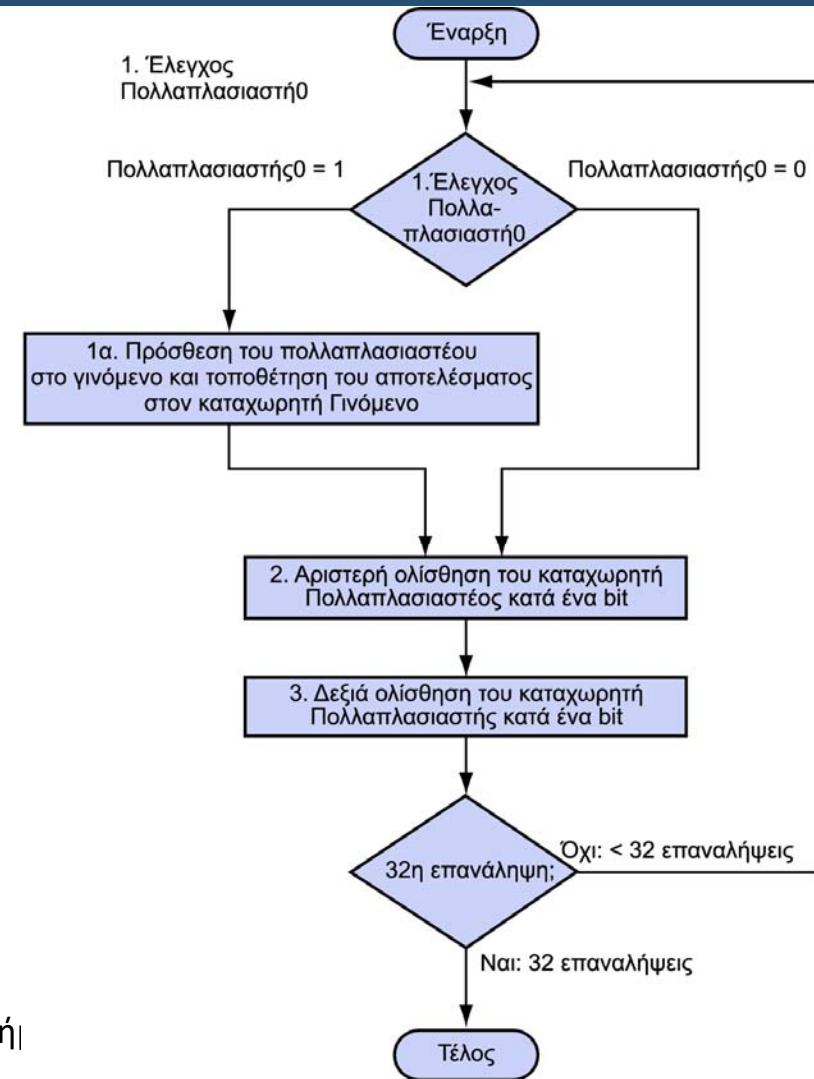 Έναρξη
1. Έλεγχος
Πολλαπλασιαστή0
Πολλαπλασιαστής0 = 1
1.Έλεγχος
Πολλα-
πλασιαστή0
Πολλαπλασιαστής0 = 0
1α. Πρόσθεση του πολλαπλασιαστέου
στο γινόμενο και τοποθέτηση του αποτελέσματος
στον καταχωρητή Γινόμενο
2. Αριστερή ολίσθηση του καταχωρητή
Πολλαπλασιαστέος κατά ένα bit
3. Δεξιά ολίσθηση του καταχωρητή
Πολλαπλασιαστής κατά ένα bit
32η επανάληψη;
Όχι: < 32 επαναλήψεις
Ναι: 32 επαναλήψεις
Τέλος